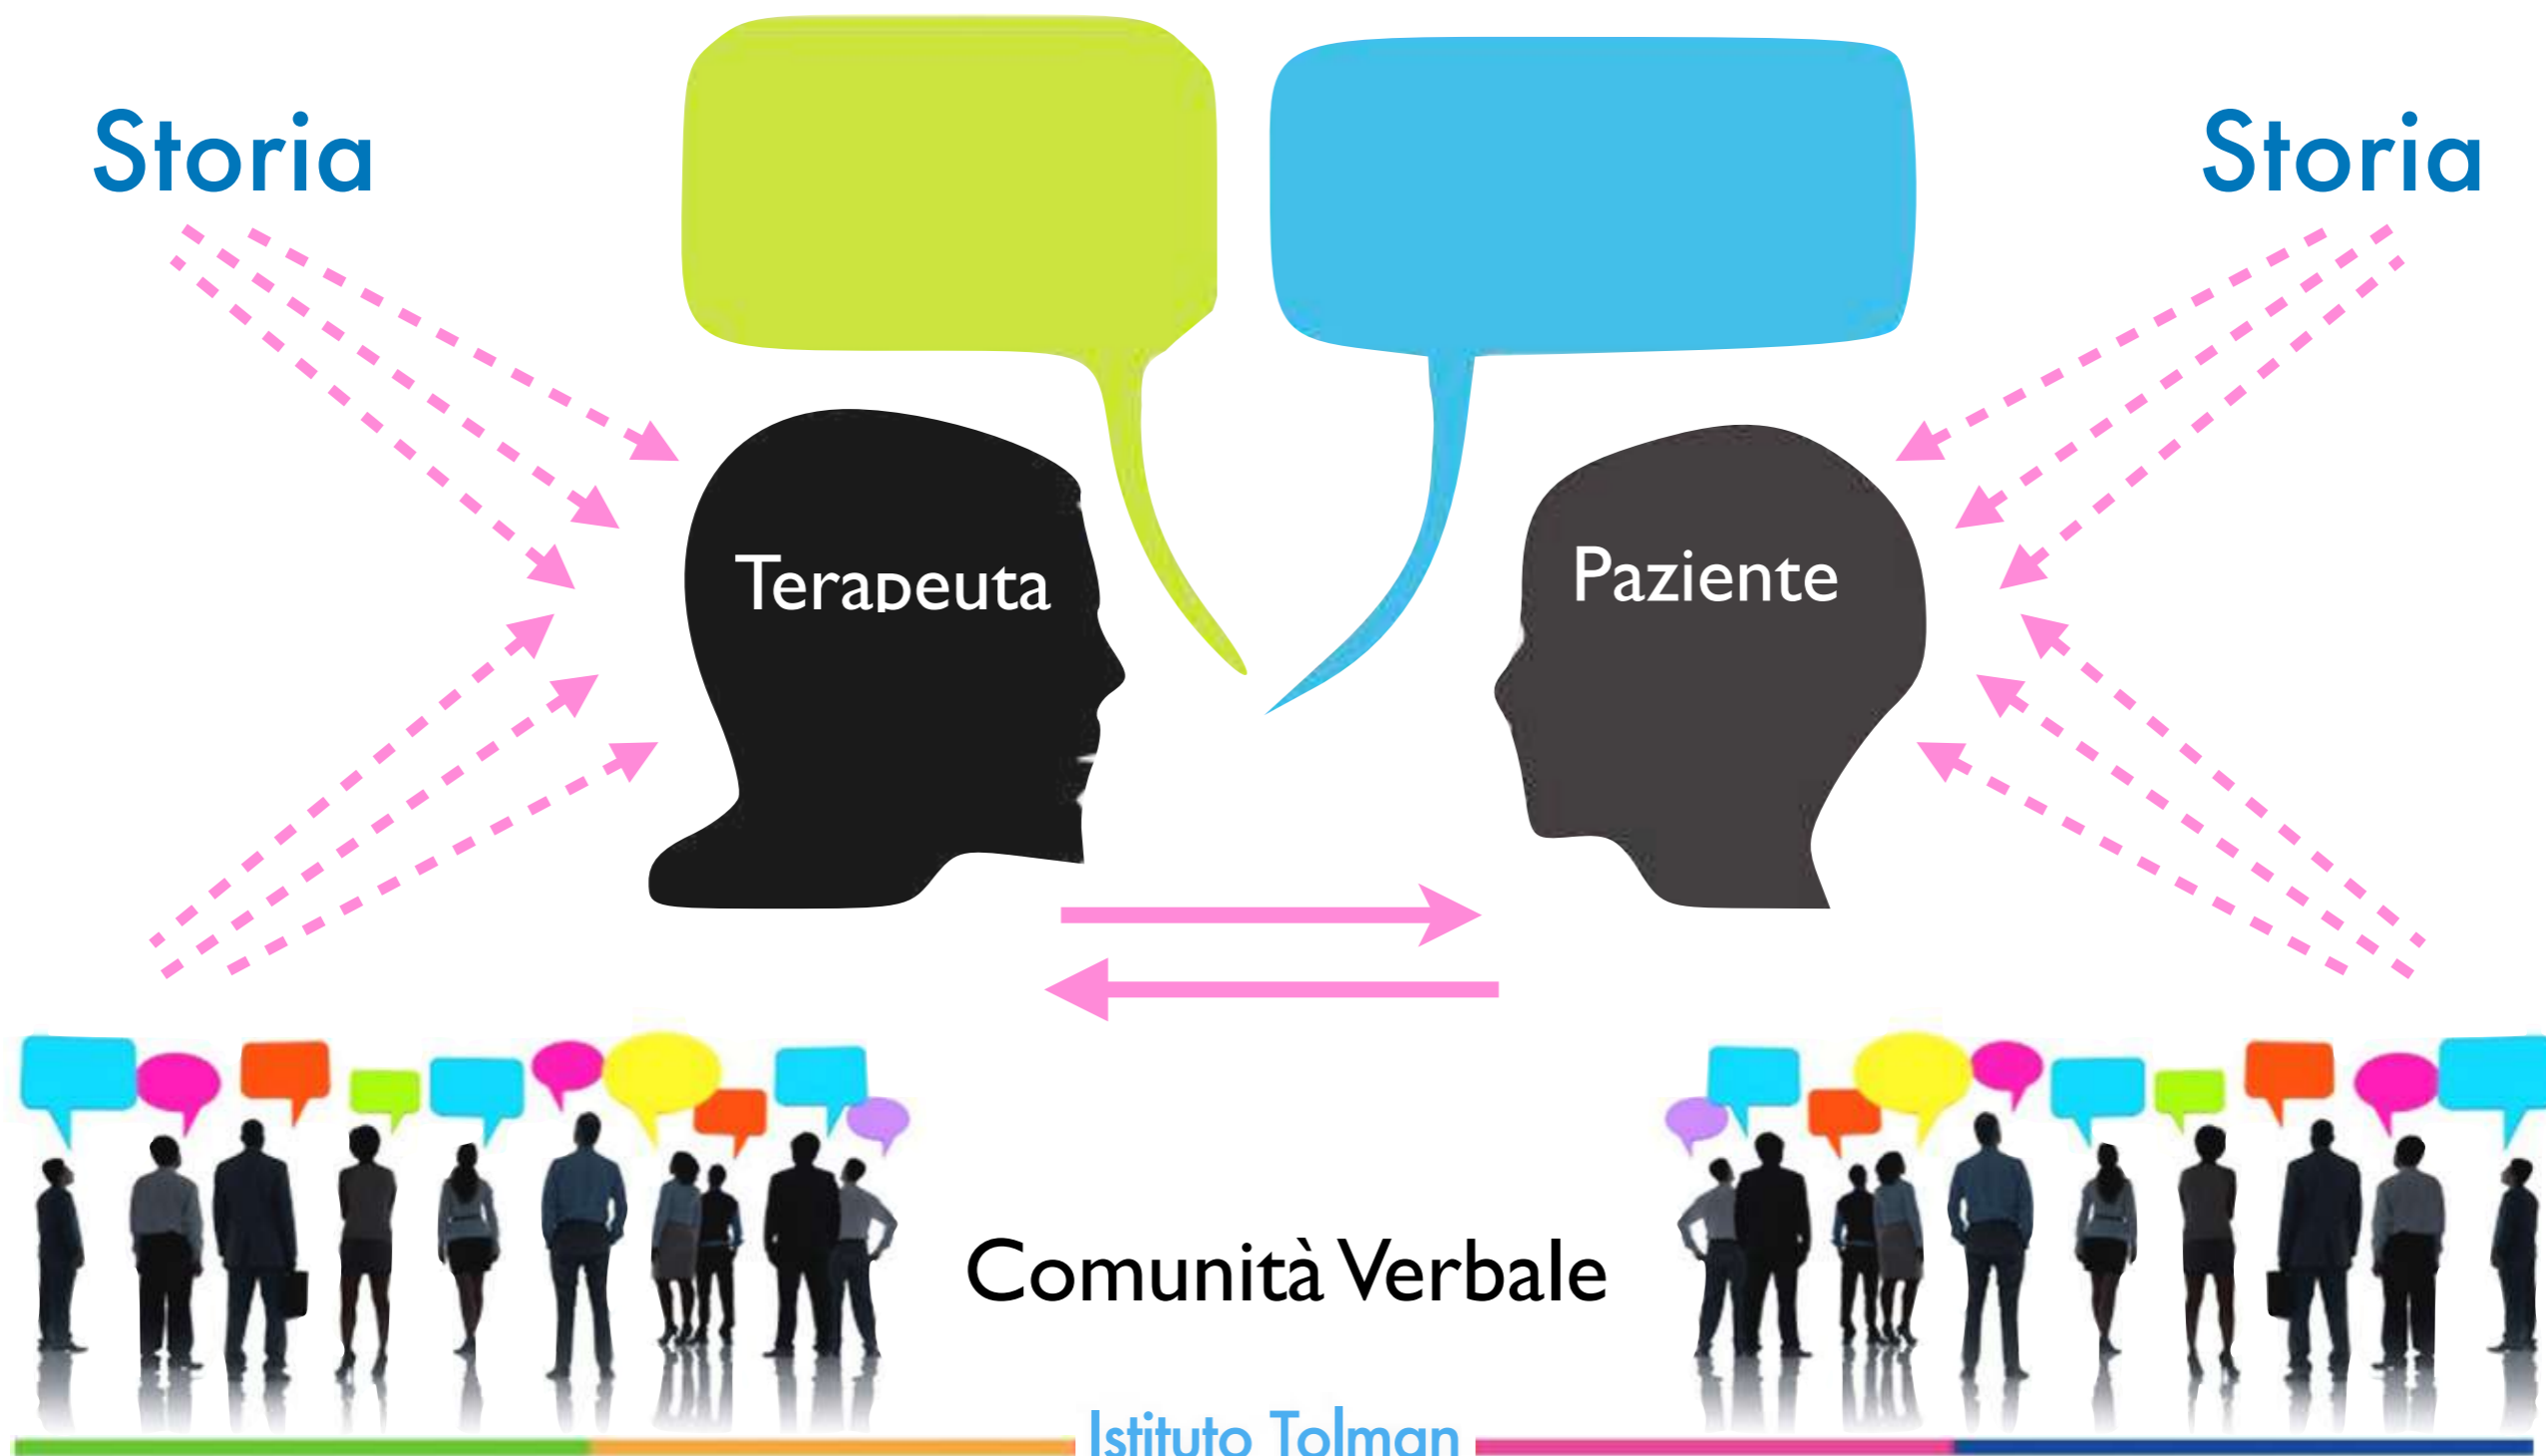 Storia
Storia
Terapeuta
Paziente
Comunità Verbale
Istituto Tolman